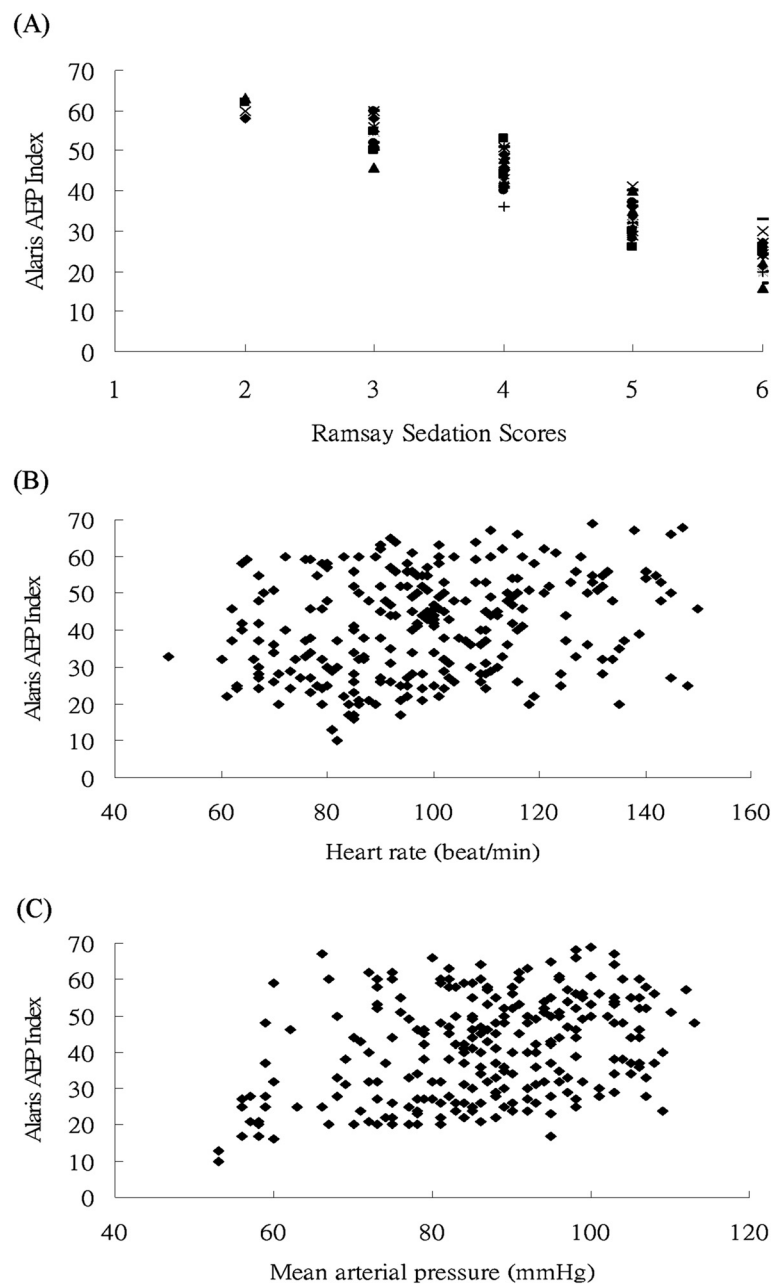 (A)
70
60
50
40
30
20
10
0
Alaris AEP Index
1 2 3 4 5 6
Ramsay Sedation Scores
(B)
70
60
50
40
30
20
10
0
Alaris AEP Index
40 60 80 100 120 140 160
Heart rate (beat/min)
(C)
70
60
50
40
30
20
10
0
Alaris AEP Index
40 60 80 100 120
Mean arterial pressure (mmHg)